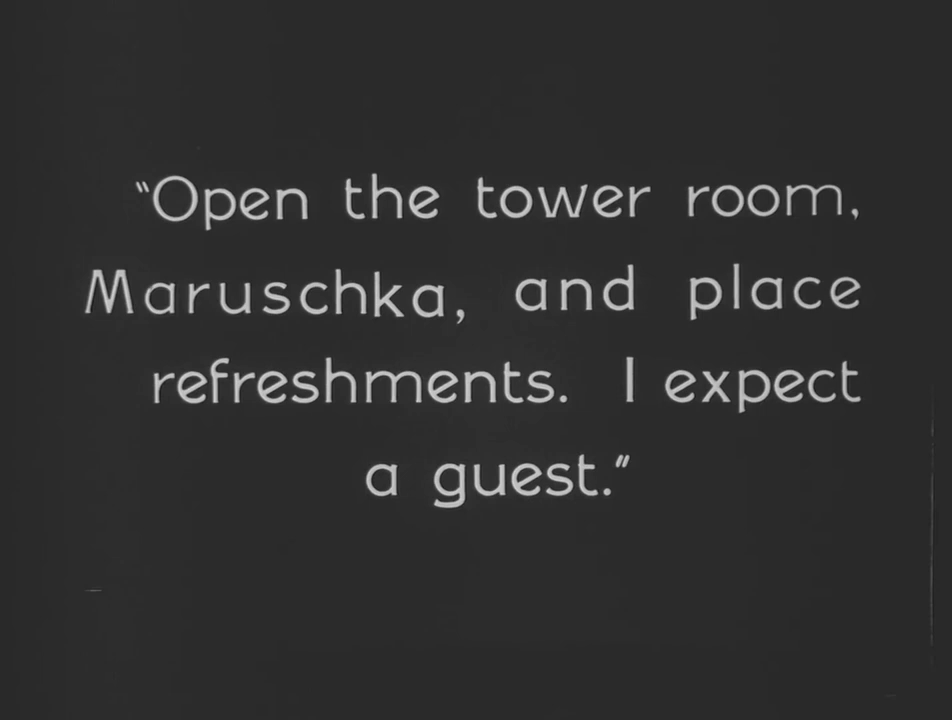 "Open the tower room,
Maruschka, and place
refreshments. I expect
a guest."